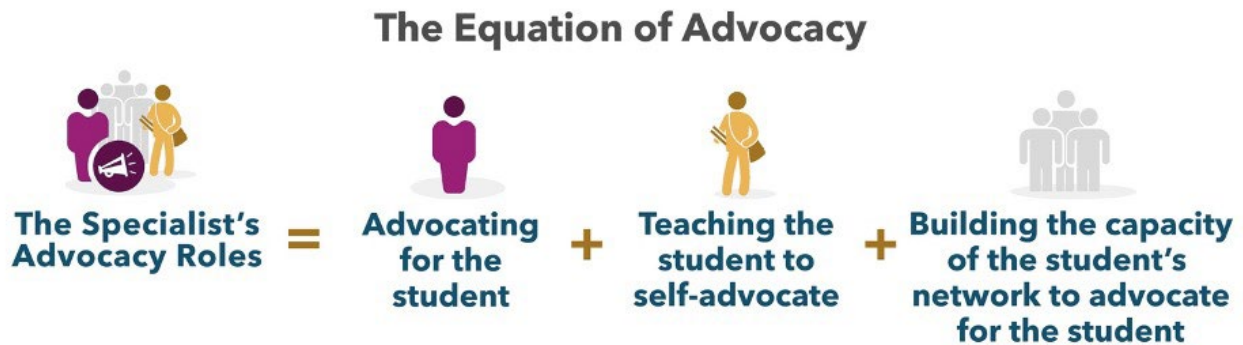 The Equation of Advocacy
The Specialist's
Advocacy Roles
=
Advocating
for the
student
+
Teaching the
student to
self-advocate
+
Building the capacity
of the student's
network to advocate
for the student